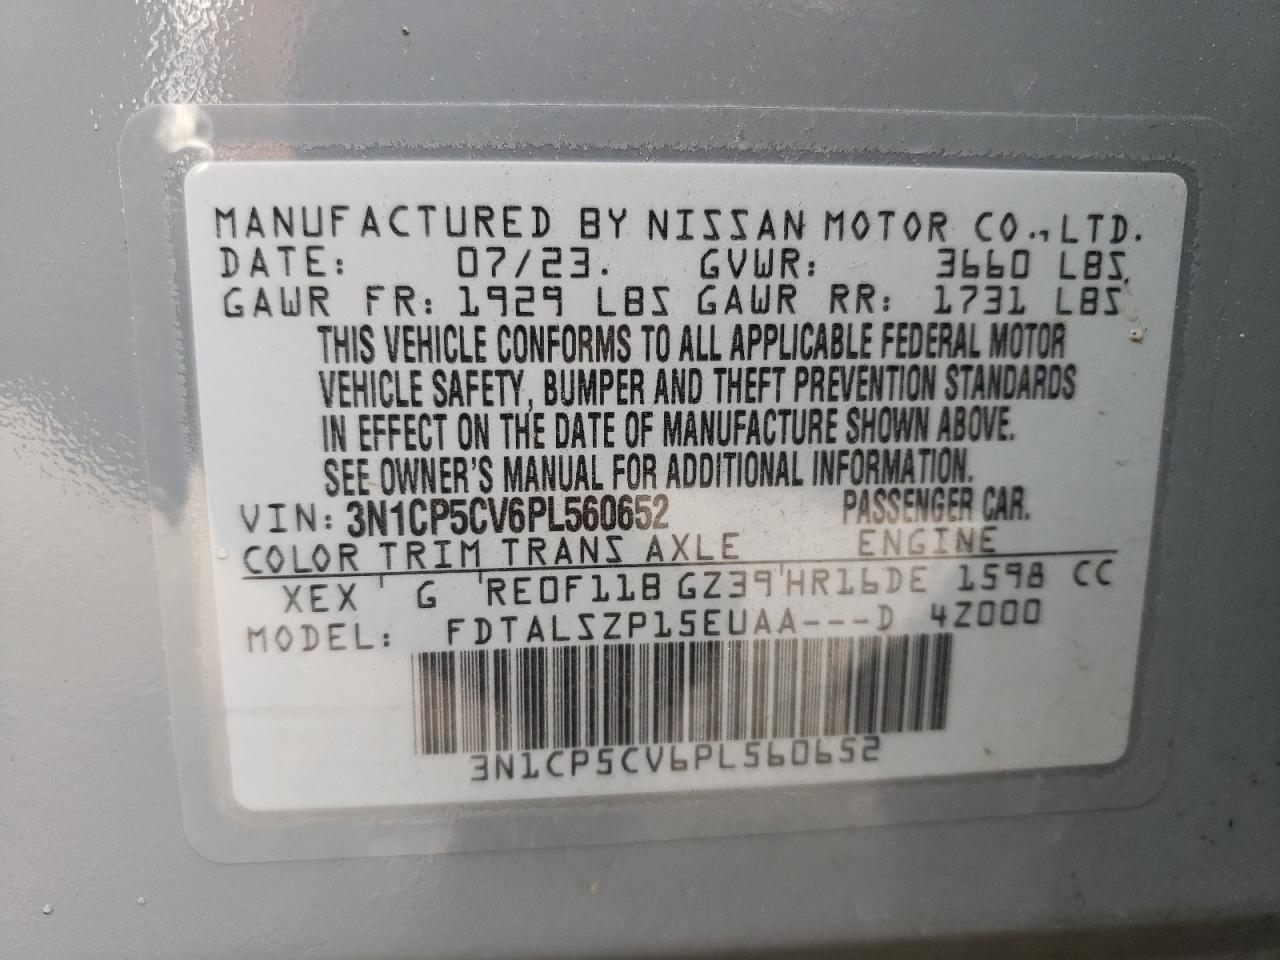 MANUFACTURED BY NISSAN MOTOR CO., LTD.
DATE: 07/23. GVWR: 3660 LBS,
GAWR FR: 1929 LBS GAWR RR: 1731 LBS
THIS VEHICLE CONFORMS TO ALL APPLICABLE FEDERAL MOTOR
VEHICLE SAFETY, BUMPER AND THEFT PREVENTION STANDARDS
IN EFFECT ON THE DATE OF MANUFACTURE SHOWN ABOVE.
SEE OWNER'S MANUAL FOR ADDITIONAL INFORMATION.
VIN: 3N1CP5CV6PL560652 PASSENGER CAR.
COLOR TRIM TRANS AXLE ENGINE
XEX ' G 'RE0F11B GZ39'HR16DE 1598 CC
MODEL: FDTALSZP15EUAA---D 4Z000
3N1CP5CV6PL560652